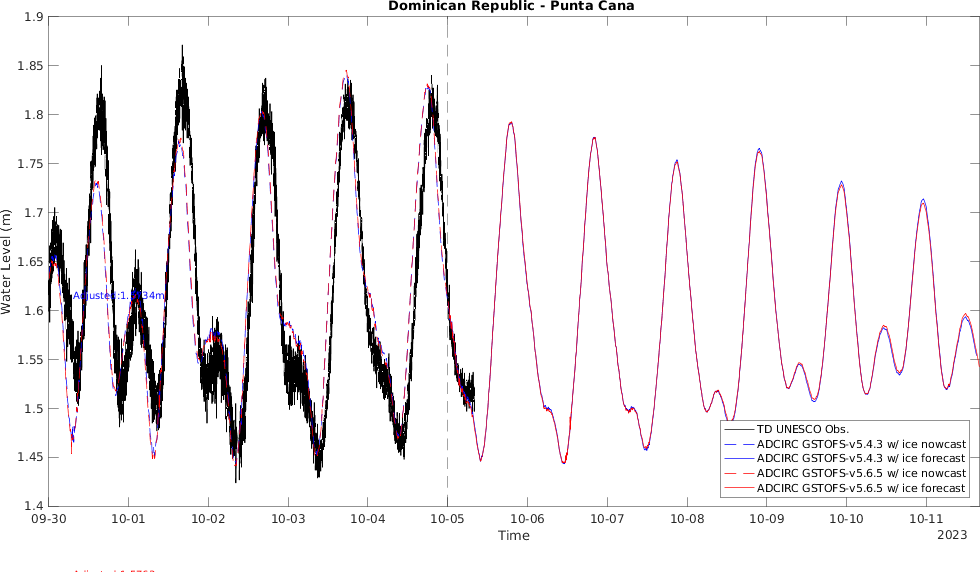 Dominican Republic - Punta Cana
1.9
1.85
1.8
1.75
1.7
1.65
1.6
1.55
1.5
1.45
1.4
Water Level (m)
TD UNESCO Obs.
ADCIRC GSTOFS-v5.4.3 w/ ice nowcast
ADCIRC GSTOFS-v5.4.3 w/ ice forecast
ADCIRC GSTOFS-v5.6.5 w/ ice nowcast
ADCIRC GSTOFS-v5.6.5 w/ ice forecast
09-30 10-01 10-02 10-03 10-04 10-05 10-06 10-07 10-08 10-09 10-10 10-11
Time
2023